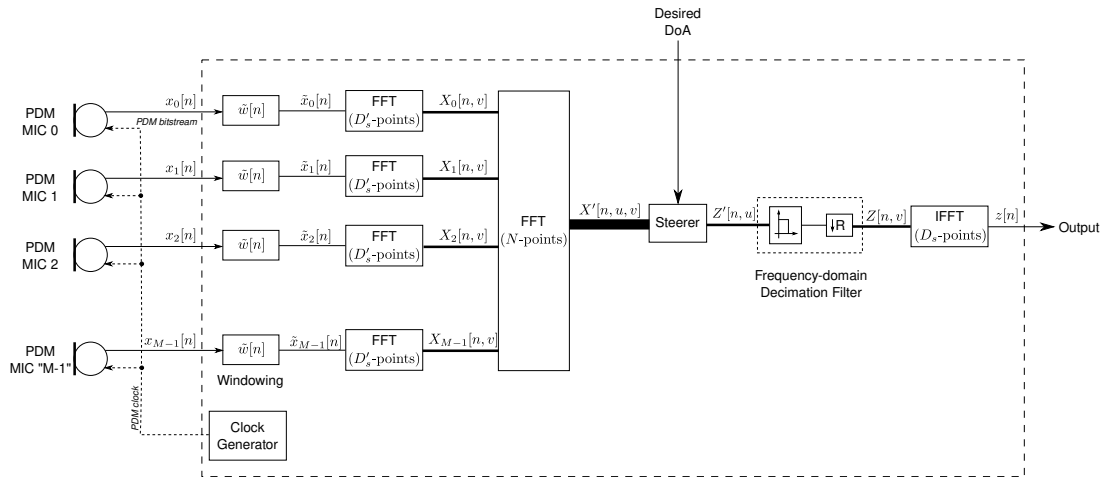 Desired
DoA
PDM
MIC 0
x_0[n]
PDM bitstream
w̃[n]
x̃_0[n]
FFT
(D'_s-points)
X_0[n, v]
PDM
MIC 1
x_1[n]
w̃[n]
x̃_1[n]
FFT
(D'_s-points)
X_1[n, v]
PDM
MIC 2
x_2[n]
w̃[n]
x̃_2[n]
FFT
(D'_s-points)
X_2[n, v]
PDM
MIC "M-1"
x_{M-1}[n]
w̃[n]
x̃_{M-1}[n]
FFT
(D'_s-points)
X_{M-1}[n, v]
Windowing
PDM clock
Clock
Generator
FFT
(N-points)
X'[n, u, v]
Steerer
Z'[n, u]
↓R
Frequency-domain
Decimation Filter
Z[n, v]
IFFT
(D_s-points)
z[n]
Output